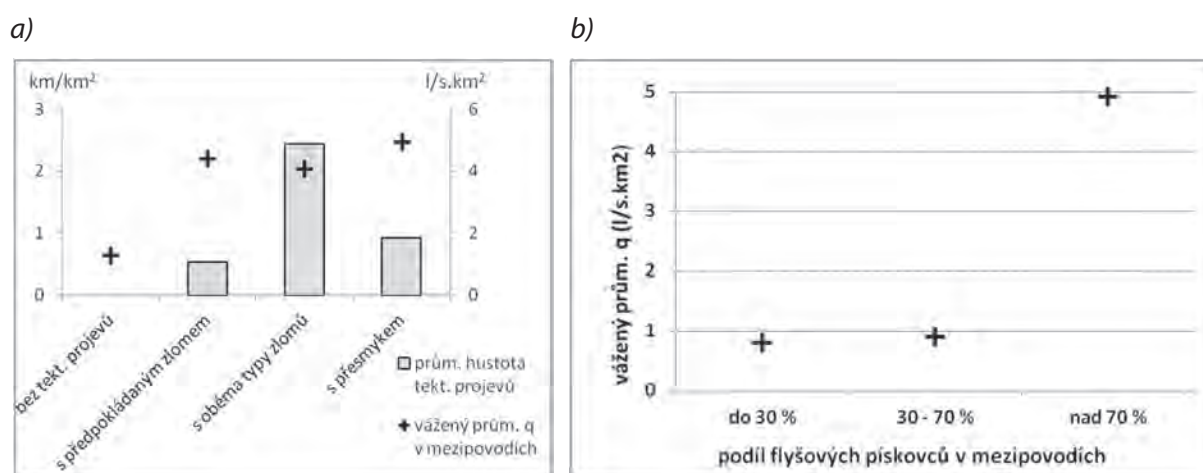 a)
km/km²
l/s.km²
3
2
1
0
6
4
2
0
bez tekt. projevů
s předpokládaným zlomem
s oběma typy zlomů
s přesmykem
prům. hustota
tekt. projevů
vážený prům. q
v mezipovodích
b)
vážený prům. q (l/s.km2)
5
4
3
2
1
0
do 30 %
30 - 70 %
nad 70 %
podíl flyšových pískovců v mezipovodích